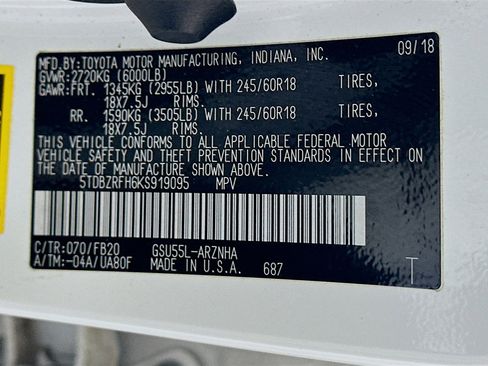 MFD.BY: TOYOTA MOTOR MANUFACTURING, INDIANA, INC. 09/18
GVWR: 2720KG (6000LB)
GAWR: FRT. 1345KG (2955LB) WITH 245/60R18 TIRES,
18X7.5J RIMS.
RR. 1590KG (3505LB) WITH 245/60R18 TIRES,
18X7.5J RIMS.
THIS VEHICLE CONFORMS TO ALL APPLICABLE FEDERAL MOTOR
VEHICLE SAFETY AND THEFT PREVENTION STANDARDS IN EFFECT ON
THE DATE OF MANUFACTURE SHOWN ABOVE.
5TDBZRFH6KS919095 MPV
C/TR: 070/FB20 GSU55L-ARZNHA
A/TM: -04A/UA80F MADE IN U.S.A. 687
T